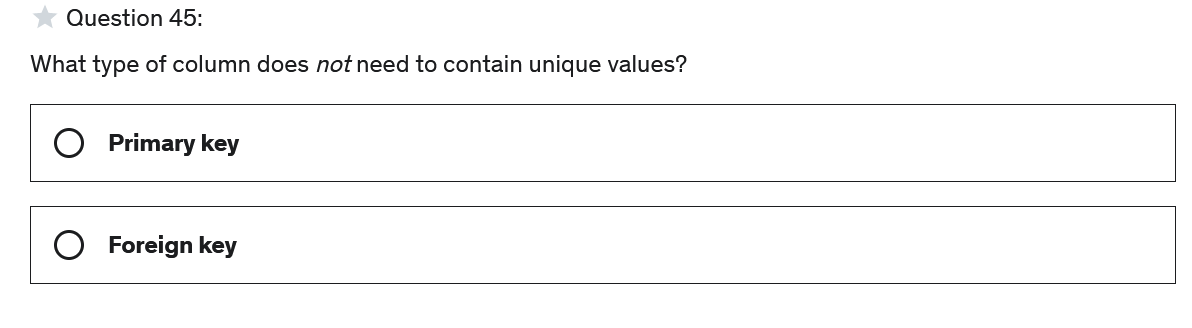 Question 45:
What type of column does not need to contain unique values?
Primary key
Foreign key